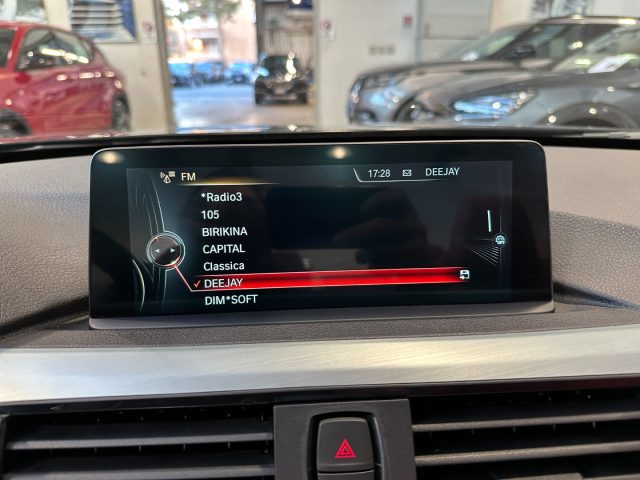 FM
17:28 DEEJAY
*Radio3
105
BIRIKINA
CAPITAL
Classica
DEEJAY
DIM*SOFT